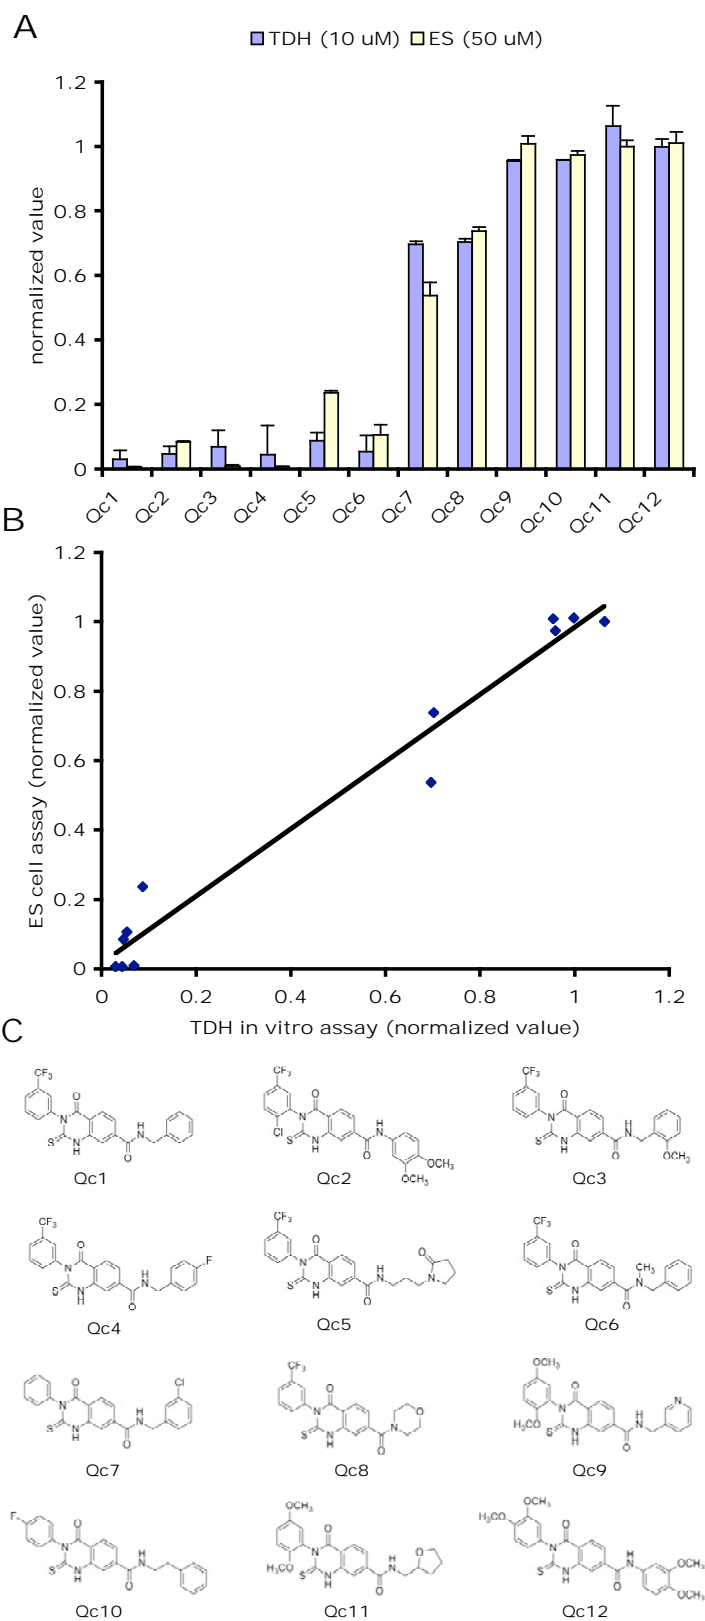 A
TDH (10 uM) ES (50 uM)
normalized value
1.2
1
0.8
0.6
0.4
0.2
0
Qc1 Qc2 Qc3 Qc4 Qc5 Qc6 Qc7 Qc8 Qc9 Qc10 Qc11 Qc12
B
ES cell assay (normalized value)
1.2
1
0.8
0.6
0.4
0.2
0
0 0.2 0.4 0.6 0.8 1 1.2
TDH in vitro assay (normalized value)
C
CF3 O N S N H O H N
Qc1
CF3 O N Cl S N H O H N OCH3 OCH3
Qc2
CF3 O N S N H O H N OCH3
Qc3
CF3 O N S N H O H N F
Qc4
CF3 O N S N H O H N O N
Qc5
CF3 O N S N H O CH3 N
Qc6
O N S N H O H N Cl
Qc7
CF3 O N S N H O N O
Qc8
OCH3 O N H3CO S N H O H N N
Qc9
F O N S N H O H N
Qc10
OCH3 O N H3CO S N H O H N O
Qc11
H3CO OCH3 O N S N H O H N OCH3 OCH3
Qc12